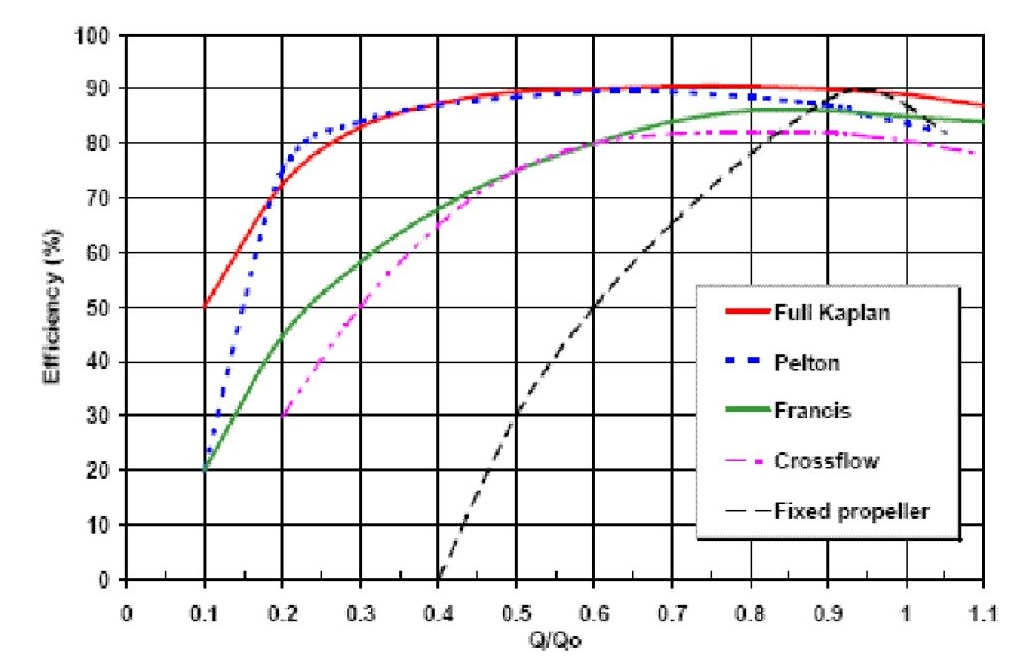 100
90
80
70
60
50
40
30
20
10
0
Efficiency (%)
0 0.1 0.2 0.3 0.4 0.5 0.6 0.7 0.8 0.9 1 1.1
Q/Qo
Full Kaplan
Pelton
Francis
Crossflow
Fixed propeller